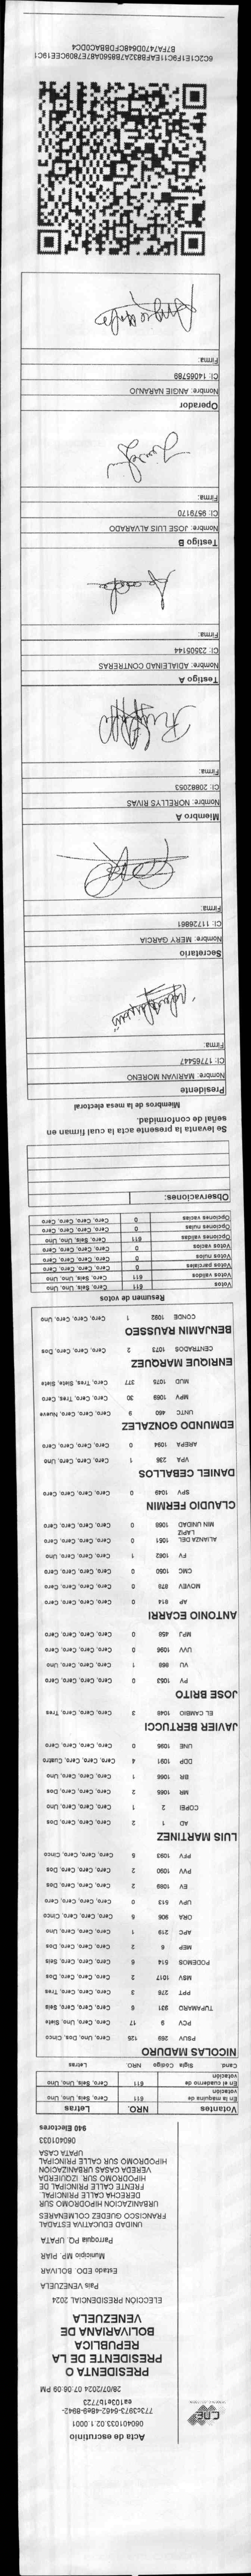 CNE
Acta de escrutinio
060401033.02.1.0001
773c3973-6462-48e9-8942-
ea103e1b7723
28/07/2024 07:06:09 PM
PRESIDENTA O
PRESIDENTE DE LA
REPUBLICA
BOLIVARIANA DE
VENEZUELA
ELECCIÓN PRESIDENCIAL 2024
País VENEZUELA
Estado EDO. BOLIVAR
Municipio MP. PIAR
Parroquia PQ. UPATA
UNIDAD EDUCATIVA ESTADAL
FRANCISCO GUEDEZ COLMENARES
URBANIZACION HIPODROMO SUR
DERECHA CALLE PRINCIPAL.
FRENTE CALLE PRINCIPAL DE
HIPODROMO SUR. IZQUIERDA
VEREDA CASAS URBANIZACION
HIPODROMO SUR CALLE PRINCIPAL
UPATA CASA
060401033
940 Electores
Votantes NRO. Letras
En la máquina de votación 611 Cero, Seis, Uno, Uno
En el cuaderno de votación 611 Cero, Seis, Uno, Uno
Cand. Sigla Código NRO. Letras
NICOLAS MADURO
PSUV 269 125 Cero, Uno, Dos, Cinco
PCV 9 17 Cero, Cero, Uno, Siete
TUPAMARO 931 6 Cero, Cero, Cero, Seis
PPT 276 3 Cero, Cero, Cero, Tres
MSV 1017 2 Cero, Cero, Cero, Dos
PODEMOS 514 6 Cero, Cero, Cero, Seis
MEP 6 2 Cero, Cero, Cero, Dos
APC 219 1 Cero, Cero, Cero, Uno
ORA 906 5 Cero, Cero, Cero, Cinco
UPV 513 0 Cero, Cero, Cero, Cero
EV 1089 2 Cero, Cero, Cero, Dos
PVV 1090 2 Cero, Cero, Cero, Dos
PFV 1093 5 Cero, Cero, Cero, Cinco
LUIS MARTINEZ
AD 1 2 Cero, Cero, Cero, Dos
COPEI 2 1 Cero, Cero, Cero, Uno
MR 1065 2 Cero, Cero, Cero, Dos
BR 1066 1 Cero, Cero, Cero, Uno
DDP 1091 4 Cero, Cero, Cero, Cuatro
UNE 1095 0 Cero, Cero, Cero, Cero
JAVIER BERTUCCI
EL CAMBIO 1048 3 Cero, Cero, Cero, Tres
JOSE BRITO
PV 1053 0 Cero, Cero, Cero, Cero
VU 868 1 Cero, Cero, Cero, Uno
UVV 1096 0 Cero, Cero, Cero, Cero
MPJ 458 0 Cero, Cero, Cero, Cero
ANTONIO ECARRI
AP 814 0 Cero, Cero, Cero, Cero
MOVEV 878 0 Cero, Cero, Cero, Cero
CMC 1050 0 Cero, Cero, Cero, Cero
FV 1062 1 Cero, Cero, Cero, Uno
ALIANZA DEL LAPIZ 1051 0 Cero, Cero, Cero, Cero
MIN UNIDAD 1068 0 Cero, Cero, Cero, Cero
CLAUDIO FERMIN
SPV 1049 0 Cero, Cero, Cero, Cero
DANIEL CEBALLOS
VPA 236 1 Cero, Cero, Cero, Uno
AREPA 1094 0 Cero, Cero, Cero, Cero
EDMUNDO GONZALEZ
UNTC 460 9 Cero, Cero, Cero, Nueve
MPV 1069 30 Cero, Cero, Tres, Cero
MUD 1075 377 Cero, Tres, Siete, Siete
ENRIQUE MARQUEZ
CENTRADOS 1073 2 Cero, Cero, Cero, Dos
BENJAMIN RAUSSEO
CONDE 1092 1 Cero, Cero, Cero, Uno
Resumen de votos
Votos 611 Cero, Seis, Uno, Uno
Votos validos 611 Cero, Seis, Uno, Uno
Votos parciales 0 Cero, Cero, Cero, Cero
Votos nulos 0 Cero, Cero, Cero, Cero
Votos vacios 0 Cero, Cero, Cero, Cero
Opciones validas 611 Cero, Seis, Uno, Uno
Opciones nulas 0 Cero, Cero, Cero, Cero
Opciones vacias 0 Cero, Cero, Cero, Cero
Observaciones:
Se levanta la presente acta la cual firman en
señal de conformidad.
Miembros de la mesa electoral
Presidente
Nombre: MARIVAN MORENO
CI: 17765447
Firma:
Secretario
Nombre: MERY GARCIA
CI: 11726861
Firma:
Miembro A
Nombre: NORELLYS RIVAS
CI: 20882053
Firma:
Testigo A
Nombre: ADIALEINAD CONTRERAS
CI: 23505144
Firma:
Testigo B
Nombre: JOSE LUIS ALVARADO
CI: 9579170
Firma:
Operador
Nombre: ANGIE NARANJO
CI: 14065789
Firma:
6C2C1E1F9C11EAFB832A7B8560A87E7809CEE19C1
B7FA7470D648CFDBBAC0DC4